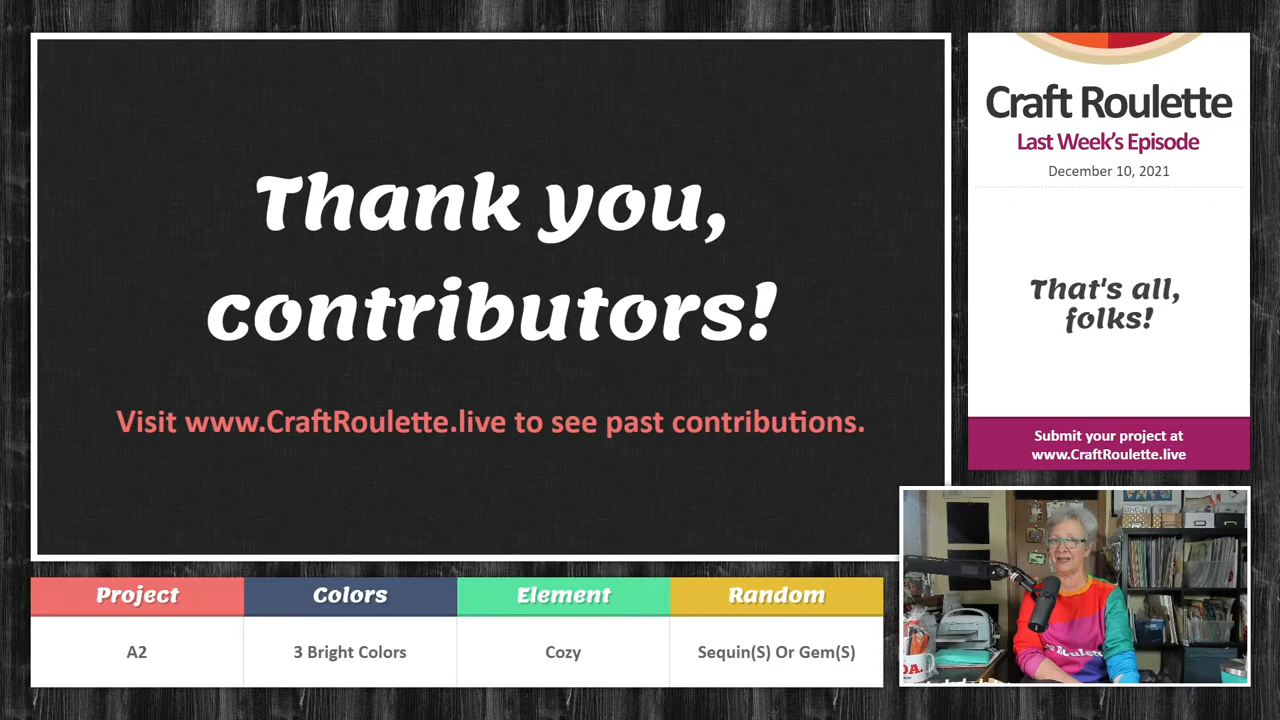 Thank you,
contributors!
Visit www.CraftRoulette.live to see past contributions.
Craft Roulette
Last Week's Episode
December 10, 2021
That's all,
folks!
Submit your project at
www.CraftRoulette.live
Project
Colors
Element
Random
A2
3 Bright Colors
Cozy
Sequin(S) Or Gem(S)